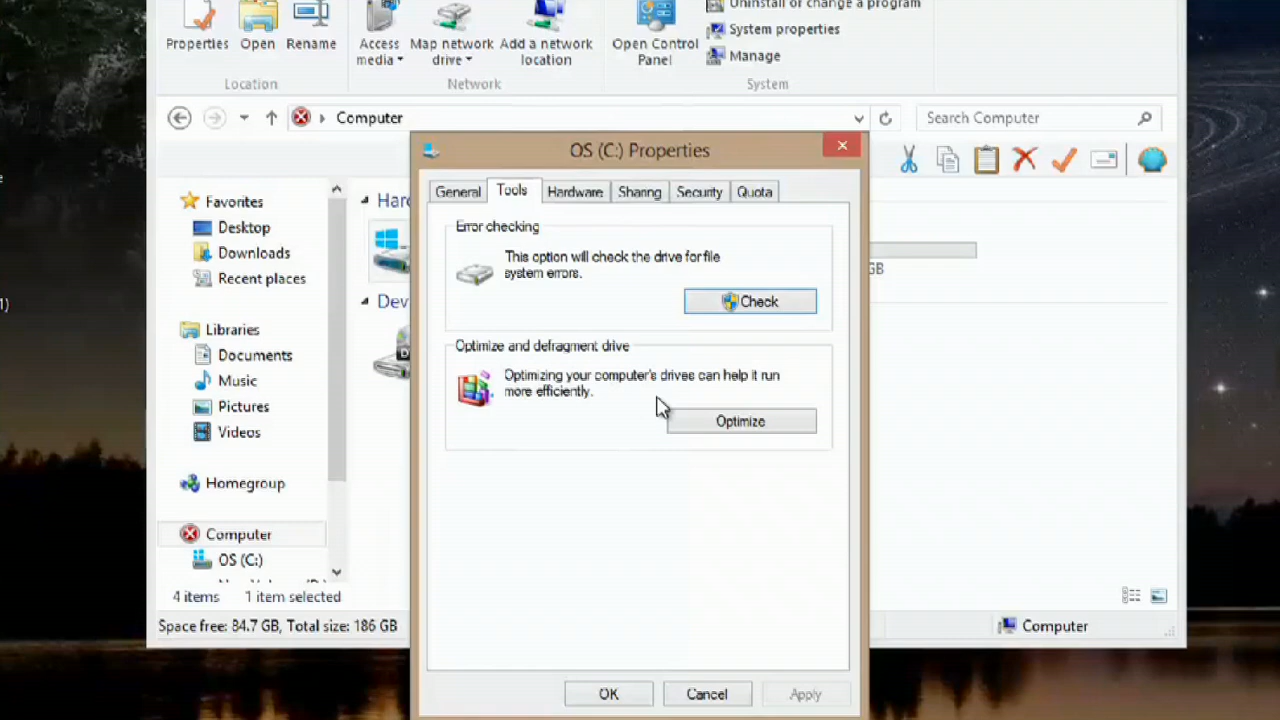 Uninstall or change a program
Properties Open Rename Access media Map network drive Add a network location Open Control Panel System properties
Manage
Location Network System
Computer Search Computer
OS (C:) Properties
General Tools Hardware Sharing Security Quota
Error checking
This option will check the drive for file
system errors.
Check
Optimize and defragment drive
Optimizing your computer's drives can help it run
more efficiently.
Optimize
OK Cancel Apply
Favorites
Desktop
Downloads
Recent places
Libraries
Documents
Music
Pictures
Videos
Homegroup
Computer
OS (C:)
Hard
Dev
GB
4 items 1 item selected
Space free: 84.7 GB, Total size: 186 GB
Computer
1)